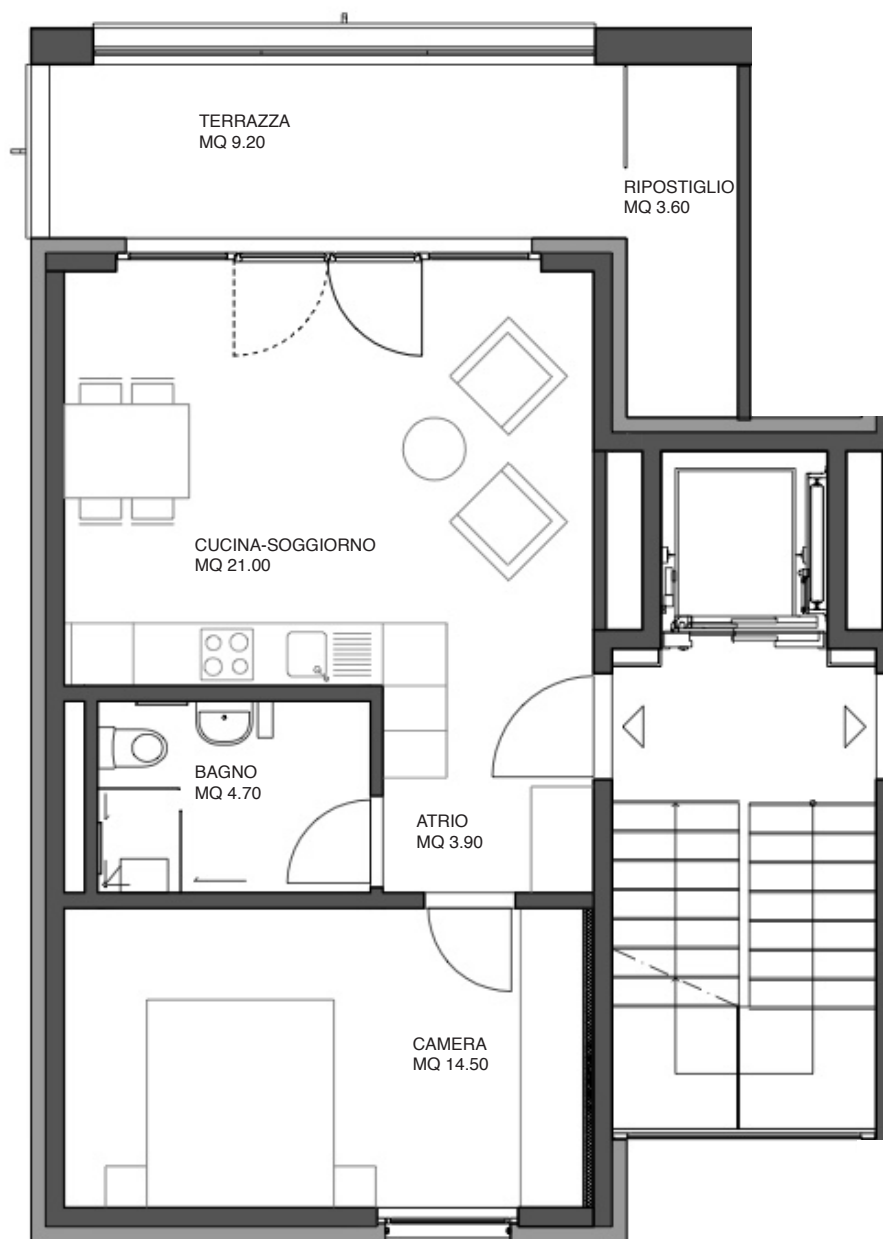 TERRAZZA
MQ 9.20
RIPOSTIGLIO
MQ 3.60
CUCINA-SOGGIORNO
MQ 21.00
BAGNO
MQ 4.70
ATRIO
MQ 3.90
CAMERA
MQ 14.50